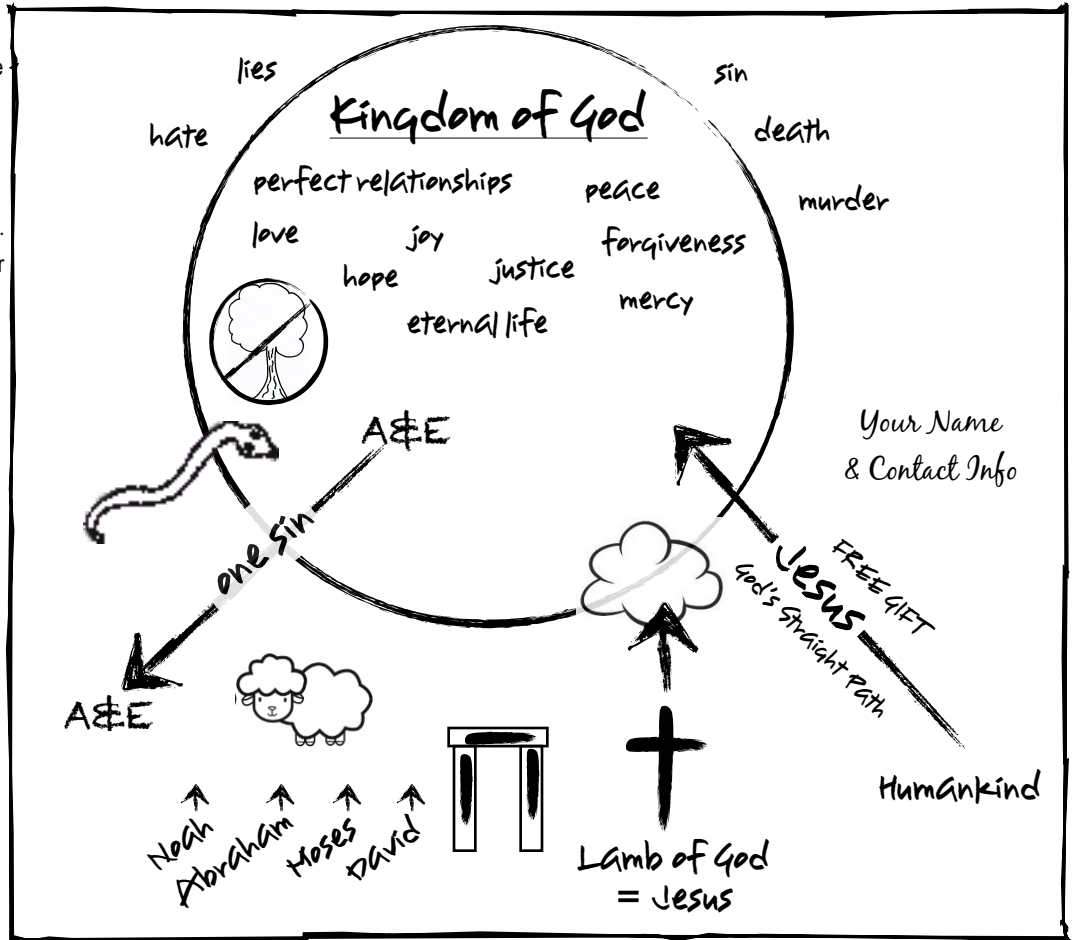 lies
sin
hate
Kingdom of God
death
perfect relationships
peace
murder
love
joy
forgiveness
hope
justice
mercy
eternal life
A&E
Your Name
& Contact Info
one sin
Jesus
FREE GIFT
God's Straight Path
A&E
Humankind
Noah
Abraham
Moses
David
Lamb of God
= Jesus